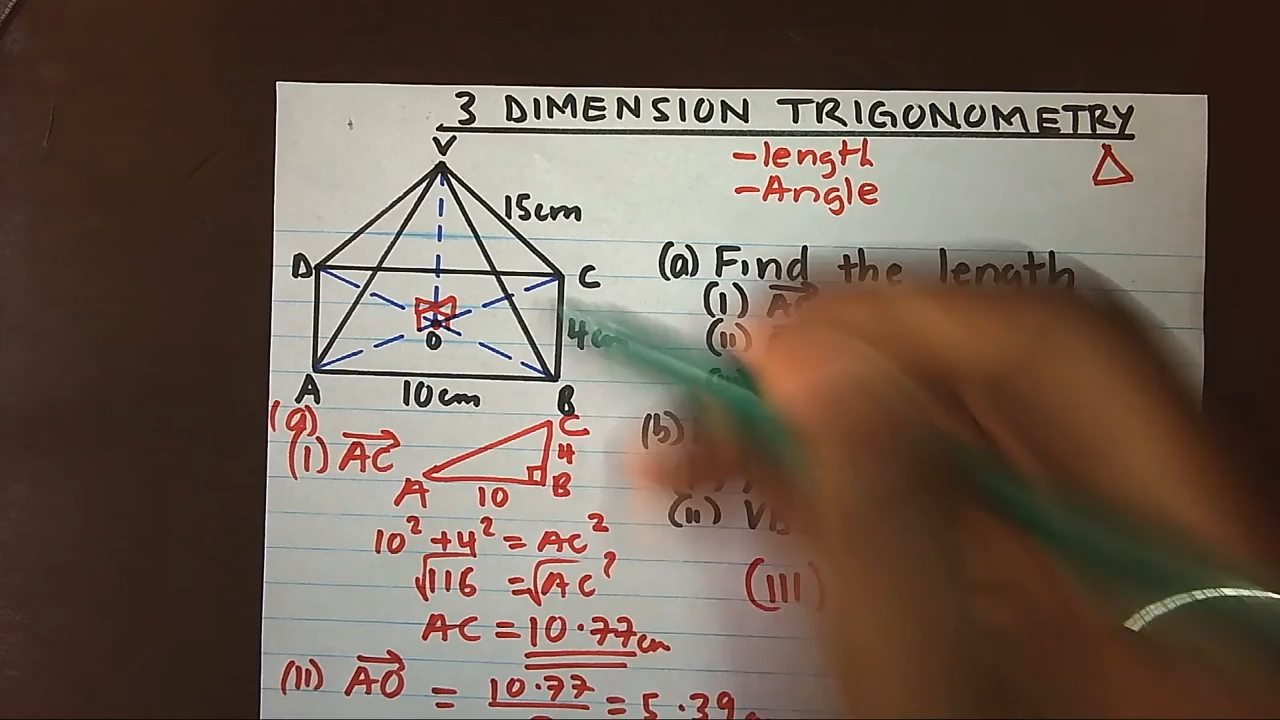 3 DIMENSION TRIGONOMETRY
-length
-Angle
V
15cm
D
C
O
4cm
A
10cm
B
(a) Find the length
(i)
(ii)
(b)
(ii)
(III)
(a)
(i) AC
C
4
A
10
B
10² + 4² = AC²
√116 = √AC²
AC = 10.77cm
(ii) AO = 10.77 = 5.39